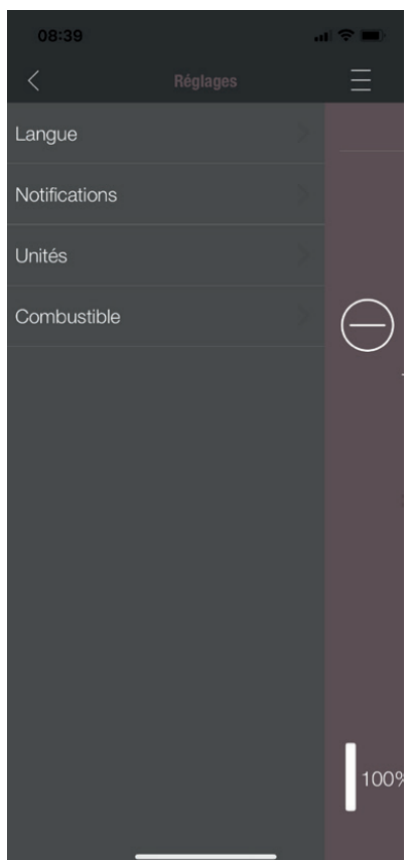 08:39
Réglages
Langue
Notifications
Unités
Combustible
100%